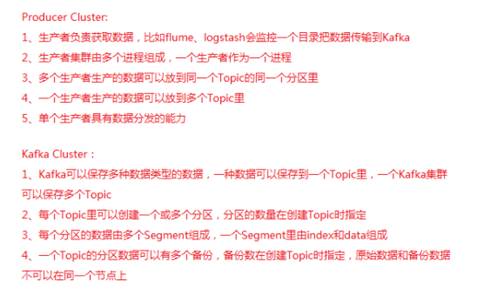 Producer Cluster:
1、生产者负责获取数据，比如flume、logstash会监控一个目录把数据传输到Kafka
2、生产者集群由多个进程组成，一个生产者作为一个进程
3、多个生产者生产的数据可以放到同一个Topic的同一个分区里
4、一个生产者生产的数据可以放到多个Topic里
5、单个生产者具有数据分发的能力
Kafka Cluster：
1、Kafka可以保存多种数据类型的数据，一种数据可以保存到一个Topic里，一个Kafka集群
可以保存多个Topic
2、每个Topic里可以创建一个或多个分区，分区的数量在创建Topic时指定
3、每个分区的数据由多个Segment组成，一个Segment里由index和data组成
4、一个Topic的分区数据可以有多个备份，备份数在创建Topic时指定，原始数据和备份数据
不可以在同一个节点上